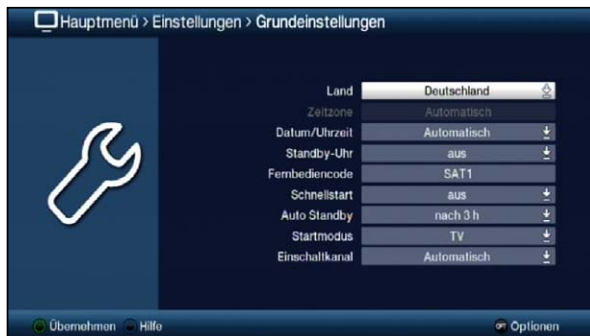 Hauptmenü > Einstellungen > Grundeinstellungen
Land Deutschland
Zeitzone Automatisch
Datum/Uhrzeit Automatisch
Standby-Uhr aus
Fernbediencode SAT1
Schnellstart aus
Auto Standby nach 3 h
Startmodus TV
Einschaltkanal Automatisch
Übernehmen Hilfe OPT Optionen